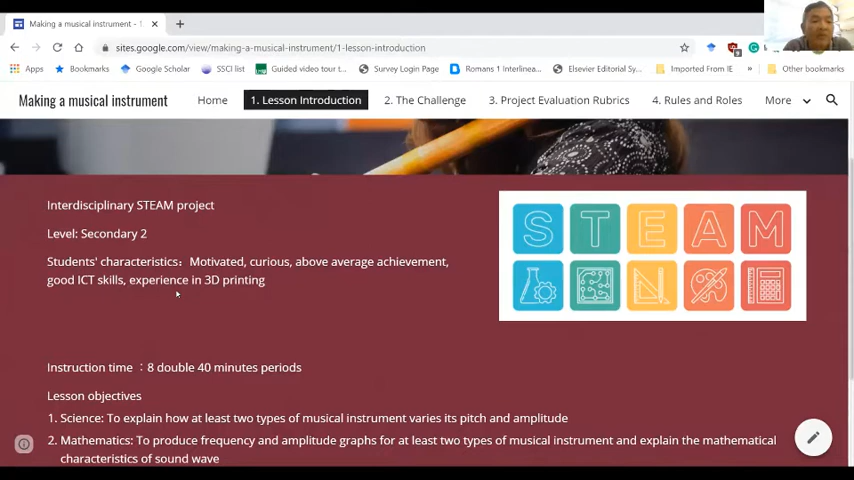 Making a musical instrument - 1
sites.google.com/view/making-a-musical-instrument/1-lesson-introduction
Apps Bookmarks Google Scholar SSCI list Guided video tour t... Survey Login Page Romans 1 Interlinea... Elsevier Editorial Sy... Imported From IE » Other bookmarks
Making a musical instrument Home 1. Lesson Introduction 2. The Challenge 3. Project Evaluation Rubrics 4. Rules and Roles More
Interdisciplinary STEAM project
Level: Secondary 2
Students' characteristics：Motivated, curious, above average achievement,
good ICT skills, experience in 3D printing
STEAM
Instruction time ：8 double 40 minutes periods
Lesson objectives
1. Science: To explain how at least two types of musical instrument varies its pitch and amplitude
2. Mathematics: To produce frequency and amplitude graphs for at least two types of musical instrument and explain the mathematical
characteristics of sound wave